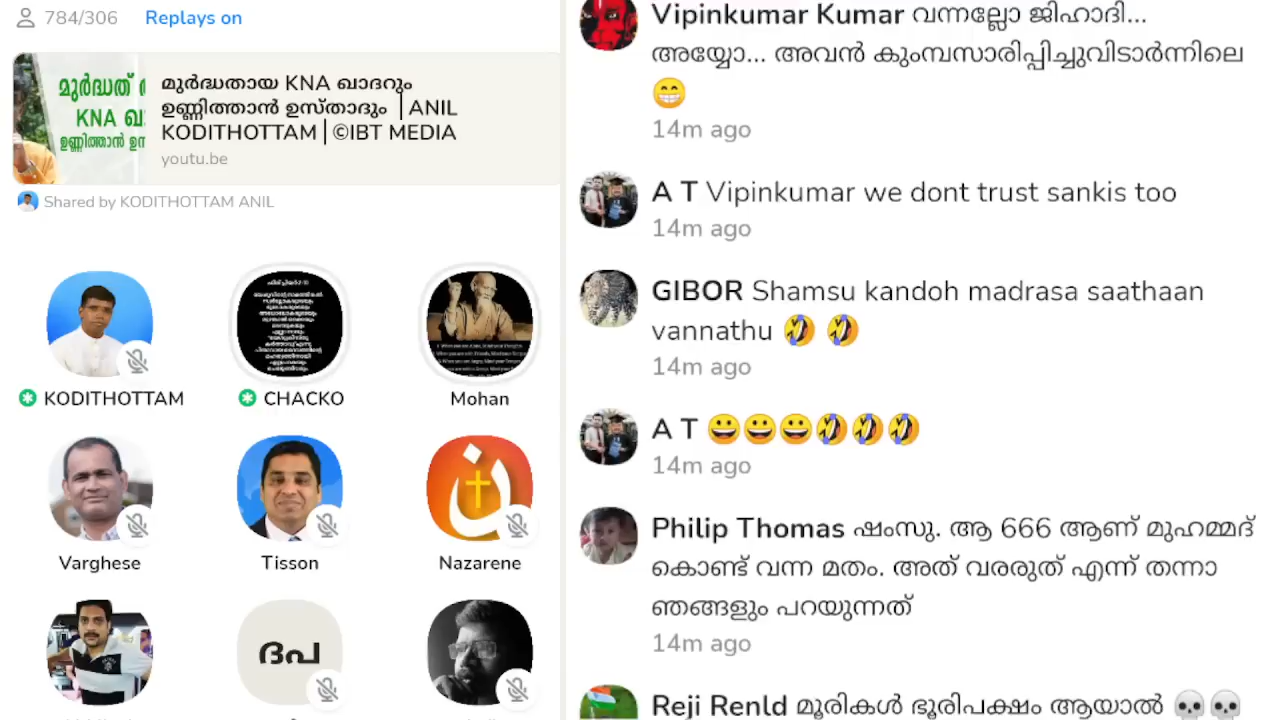 784/306 Replays on
മുർദ്ധത്
KNA
മുർദ്ധതായ KNA ഖാദറും
ഉണ്ണിത്താൻ ഉസ്താദും | ANIL
KODITHOTTAM | ©IBT MEDIA
youtu.be
Shared by KODITHOTTAM ANIL
KODITHOTTAM
CHACKO
Mohan
Varghese
Tisson
Nazarene
ദപ
Vipinkumar Kumar വന്നല്ലോ ജിഹാദി...
അയ്യോ... അവൻ കുംമ്പസാരിപ്പിച്ചുവിടാർന്നിലെ
😁
14m ago
A T Vipinkumar we dont trust sankis too
14m ago
GIBOR Shamsu kandoh madrasa saathaan
vannathu 🤣 🤣
14m ago
A T 😀😀😀🤣🤣🤣
14m ago
Philip Thomas ഷംസു. ആ 666 ആണ് മുഹമ്മദ്
കൊണ്ട് വന്ന മതം. അത് വരരുത് എന്ന് തന്നാ
ഞങ്ങളും പറയുന്നത്
14m ago
Reji Renld മൂരികൾ ഭൂരിപക്ഷം ആയാൽ 💀💀